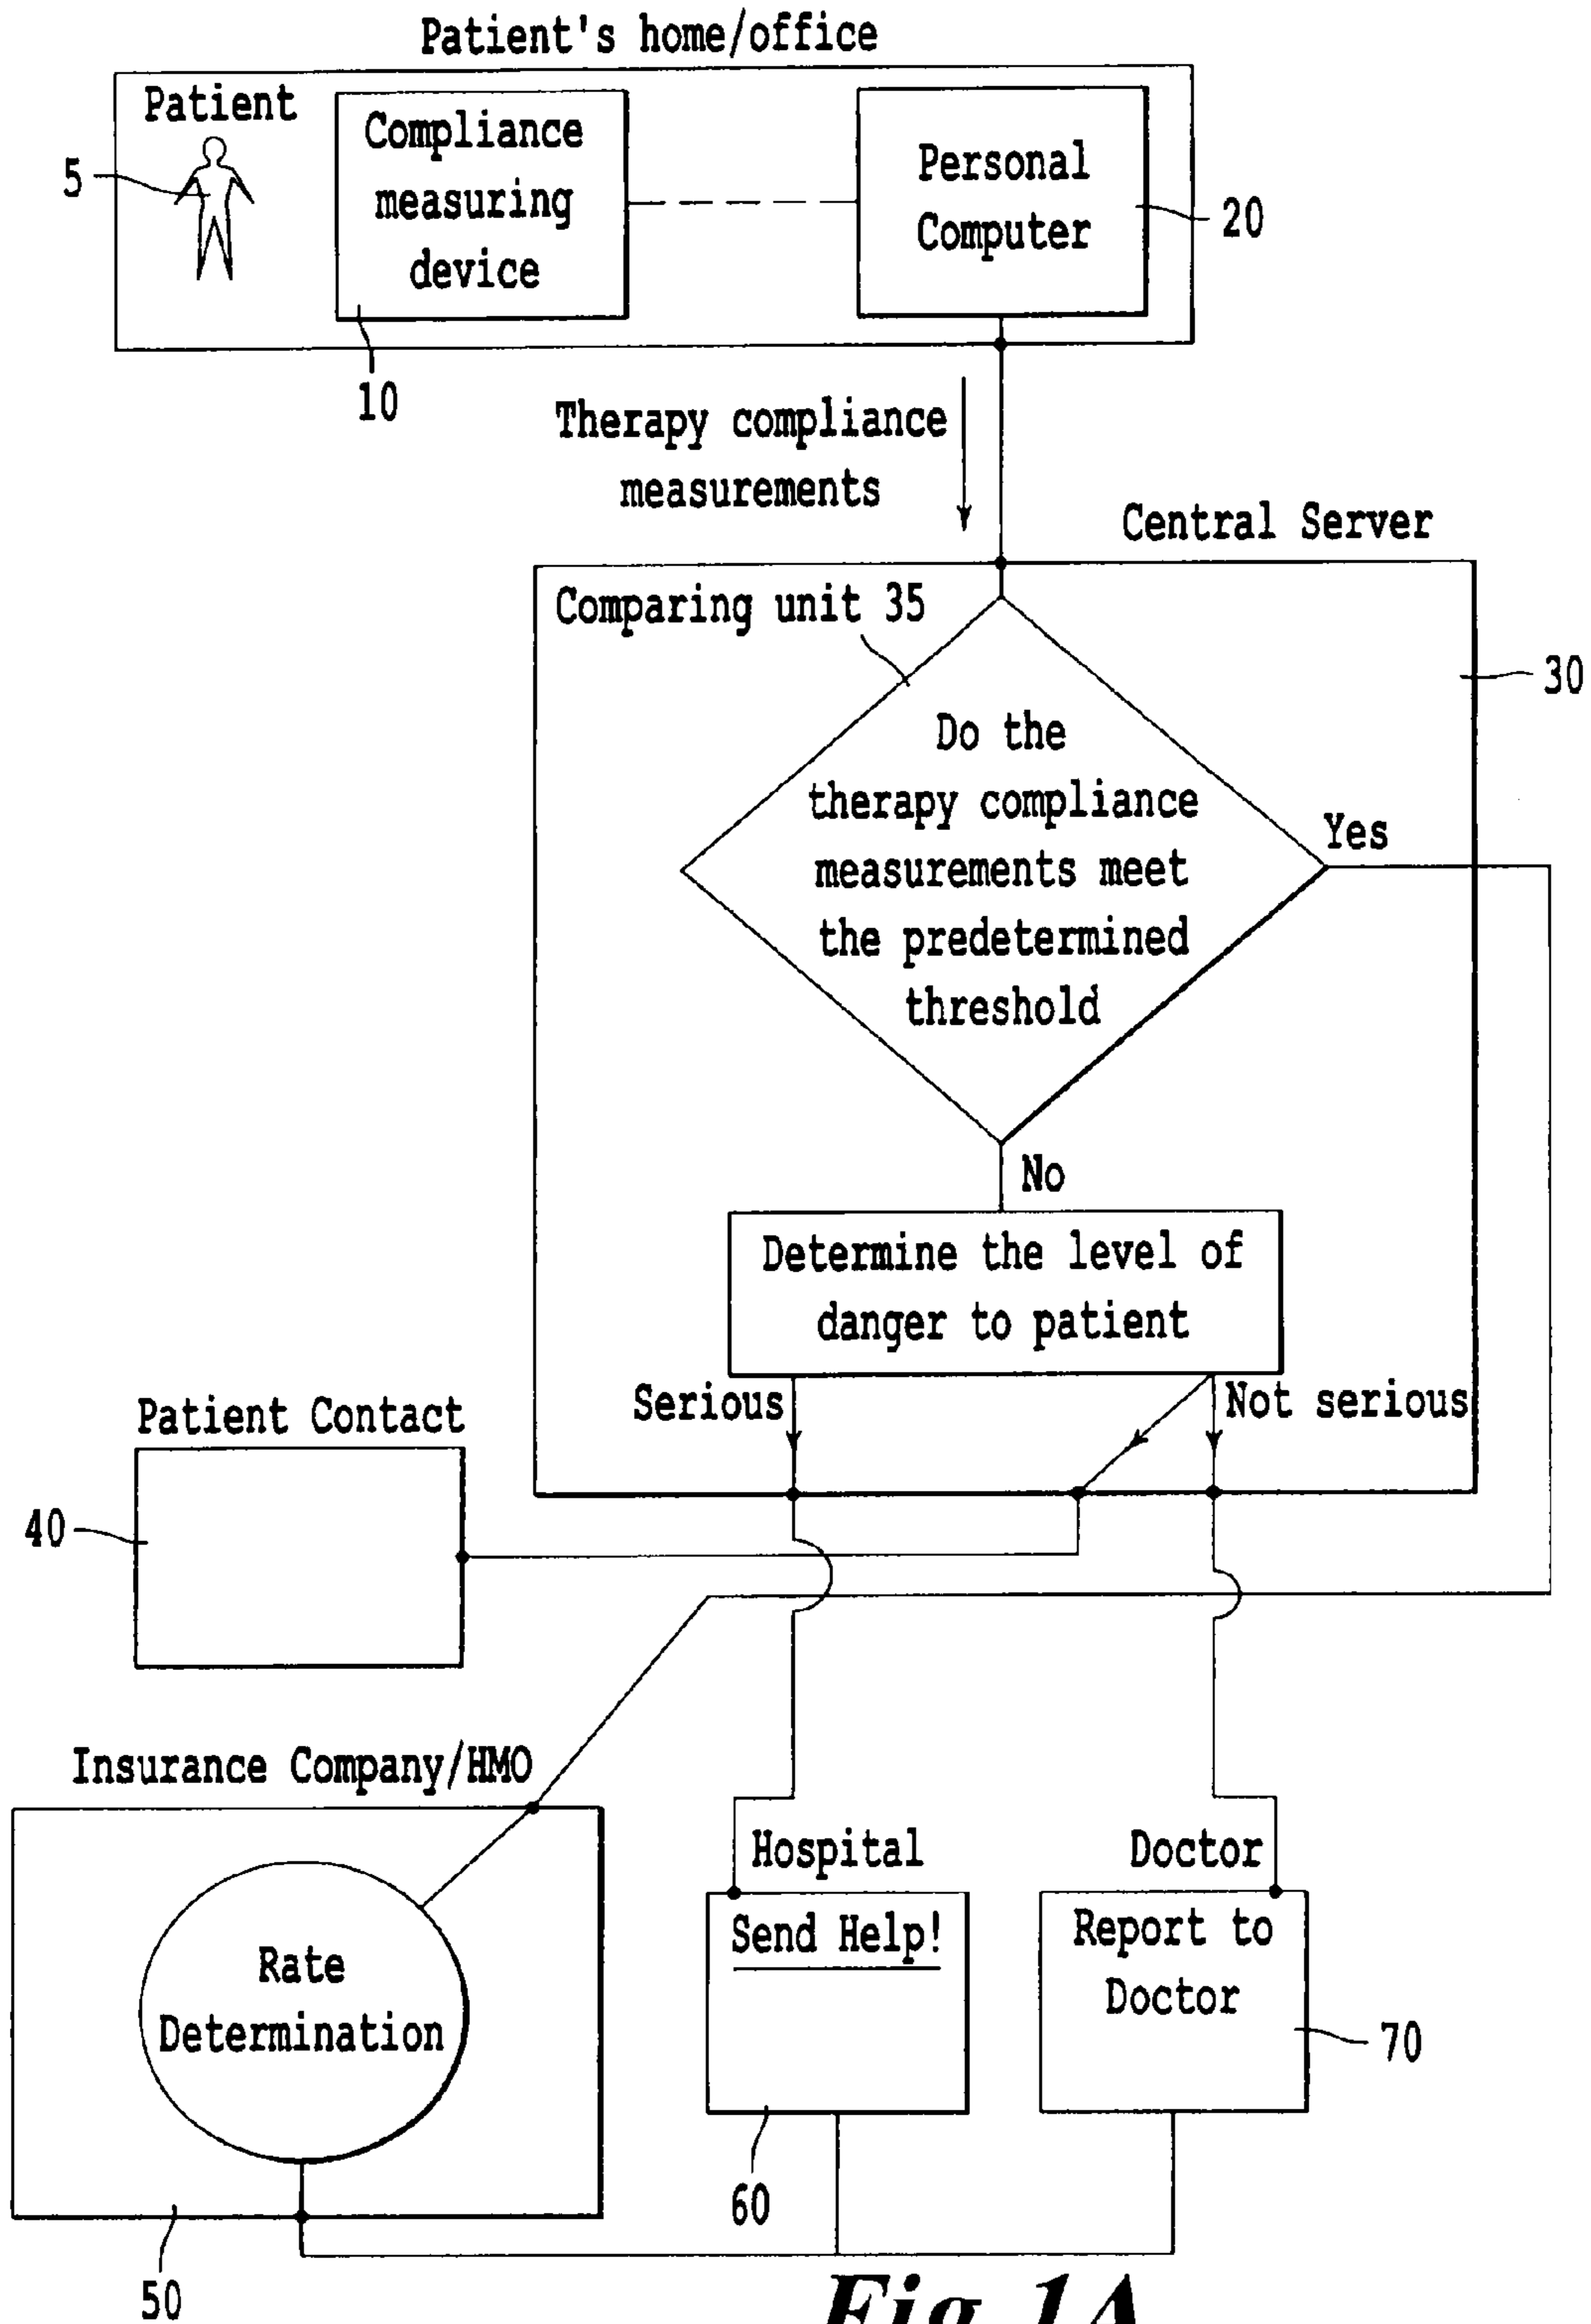 Patient's home/office
Patient
5
Compliance
measuring
device
10
Personal
Computer
20
Therapy compliance
measurements
Central Server
Comparing unit 35
30
Do the
therapy compliance
measurements meet
the predetermined
threshold
Yes
No
Determine the level of
danger to patient
Serious
Not serious
Patient Contact
40
Insurance Company/HMO
Rate
Determination
50
Hospital
Send Help!
60
Doctor
Report to
Doctor
70
Fig. 1A